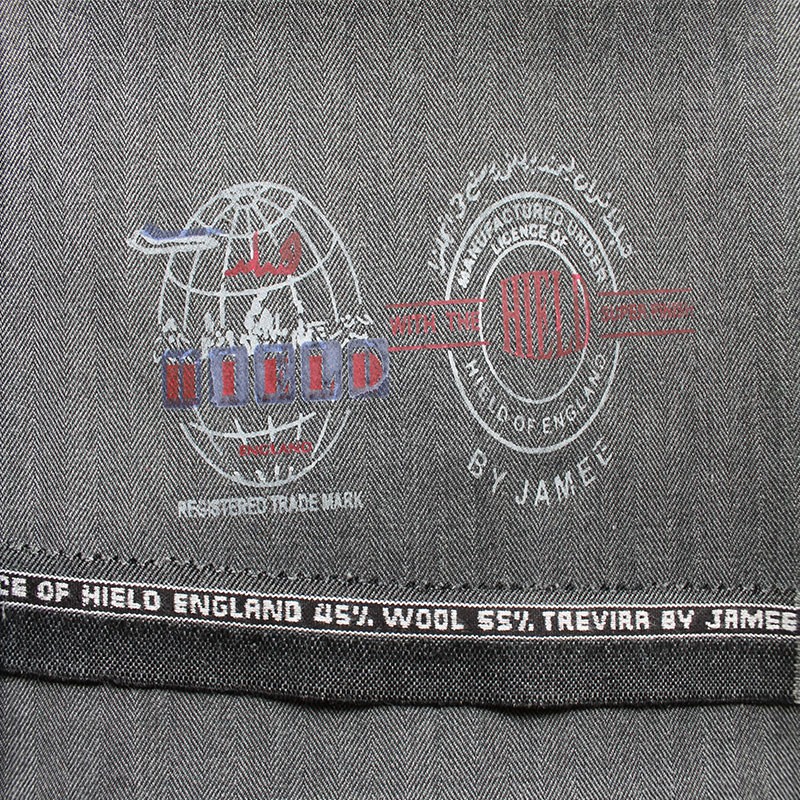 هیلد
HIELD
ENGLAND
REGISTERED TRADE MARK
MANUFACTURED UNDER
LICENCE OF
WITH THE HIELD SUPER FINISH
HIELD OF ENGLAND
BY JAMEE
CE OF HIELD ENGLAND 45% WOOL 55% TREVIRA BY JAMEE